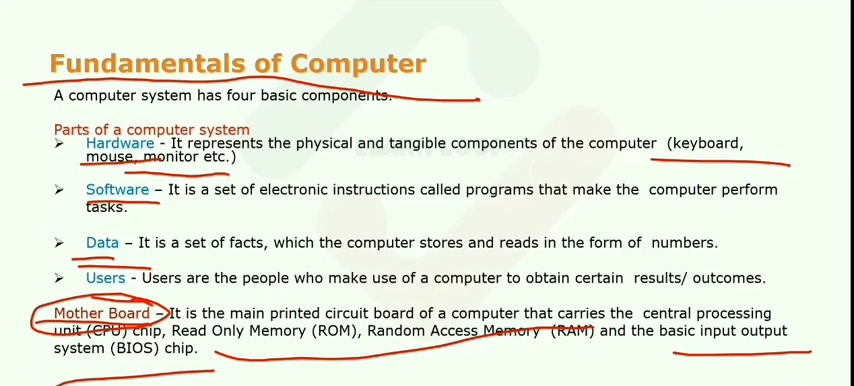 Fundamentals of Computer
A computer system has four basic components.
Parts of a computer system
➢ Hardware - It represents the physical and tangible components of the computer (keyboard,
mouse, monitor etc.)
➢ Software – It is a set of electronic instructions called programs that make the computer perform
tasks.
➢ Data – It is a set of facts, which the computer stores and reads in the form of numbers.
➢ Users - Users are the people who make use of a computer to obtain certain results/ outcomes.
Mother Board – It is the main printed circuit board of a computer that carries the central processing
unit (CPU) chip, Read Only Memory (ROM), Random Access Memory (RAM) and the basic input output
system (BIOS) chip.